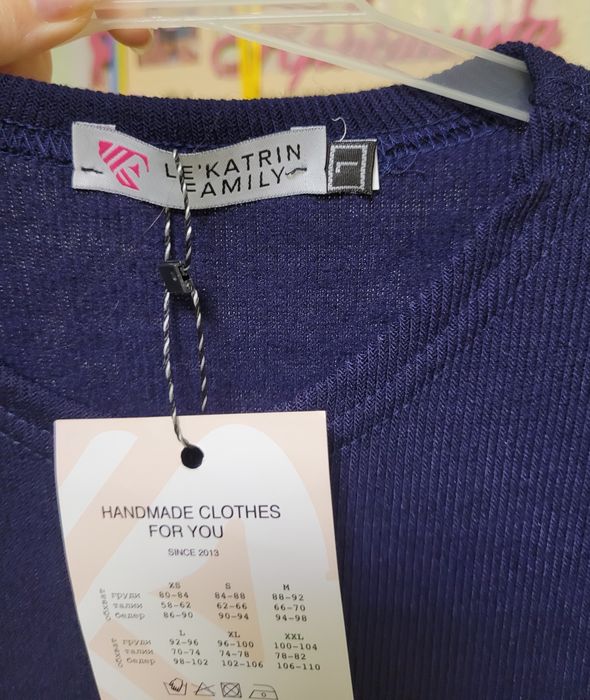 LE'KATRIN
FAMILY
L
HANDMADE CLOTHES
FOR YOU
SINCE 2013
XS S M
обхват
груди 80-84 84-88 88-92
талии 58-62 62-66 66-70
бедер 86-90 90-94 94-98
L XL XXL
обхват
груди 92-96 96-100 100-104
талии 70-74 74-78 78-82
бедер 98-102 102-106 106-110